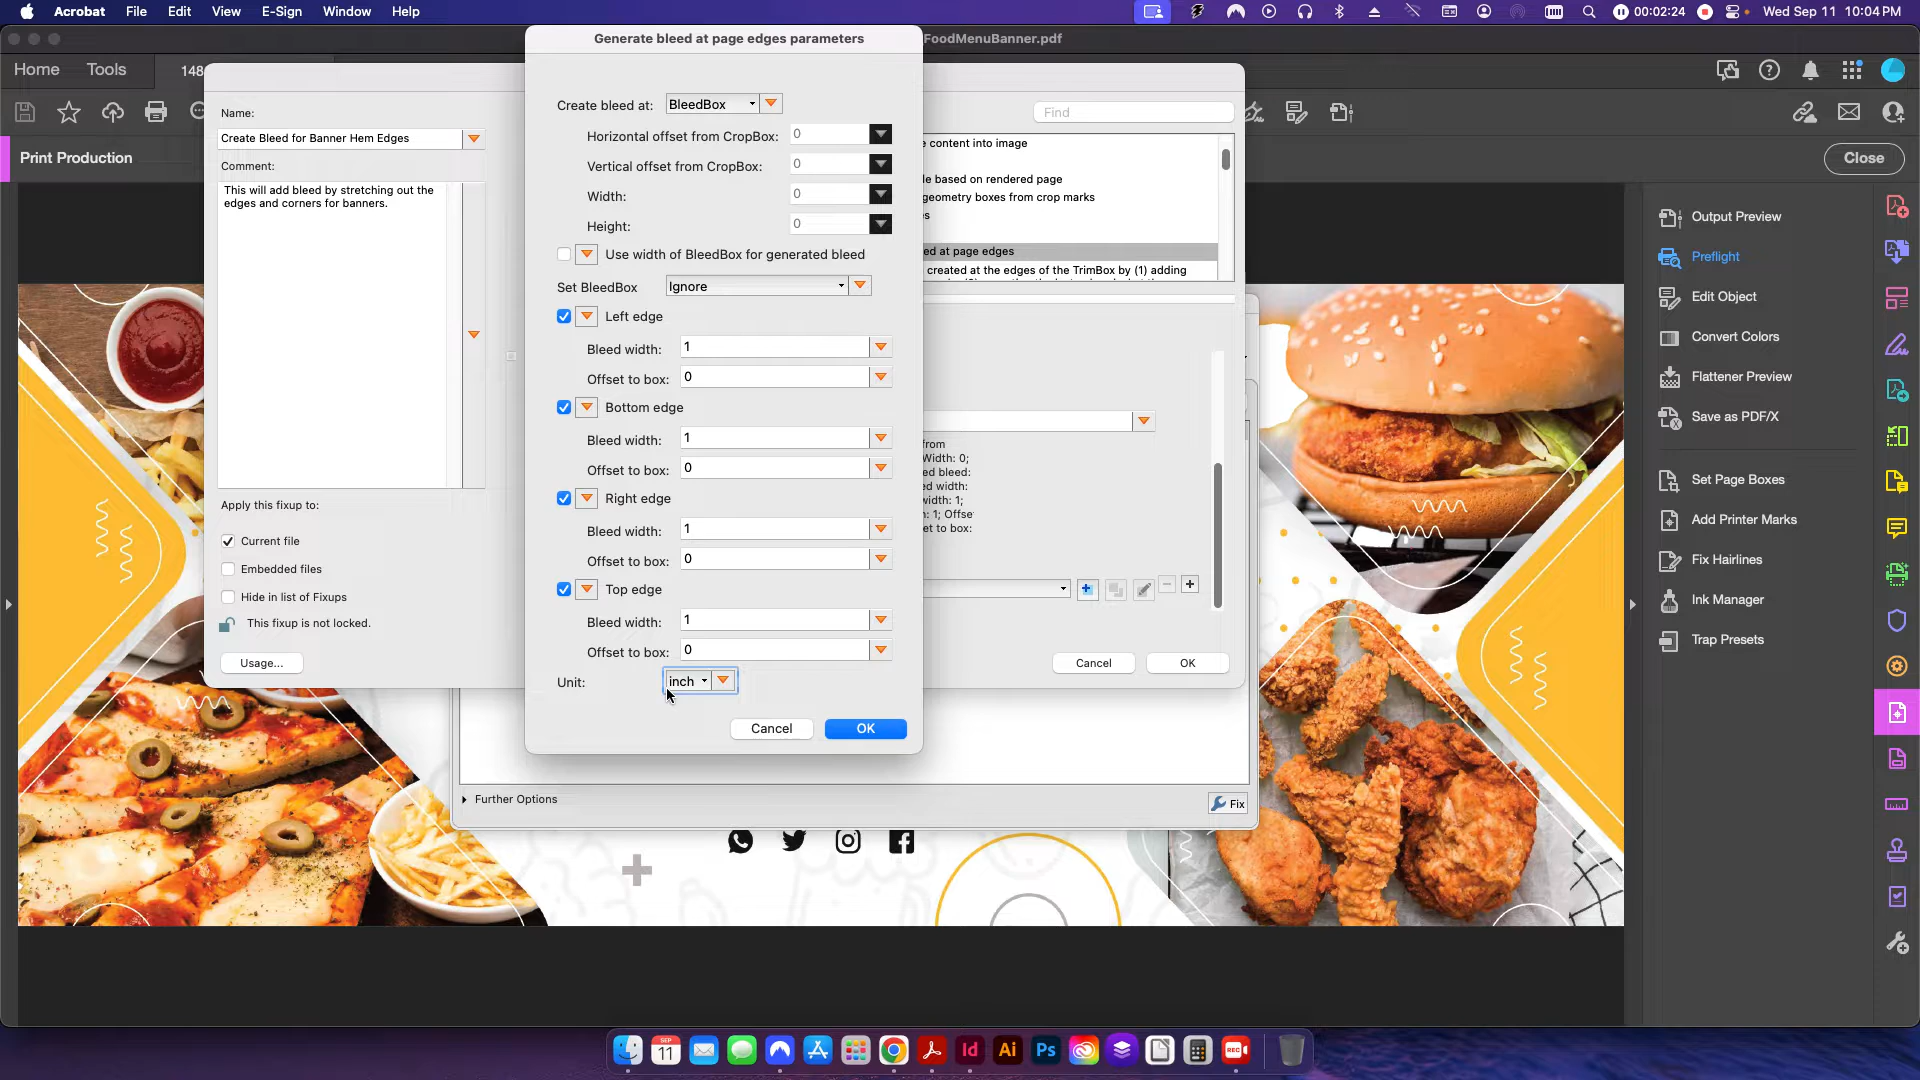 Acrobat File Edit View E-Sign Window Help
00:02:24 Wed Sep 11 10:04 PM
Generate bleed at page edges parameters
FoodMenuBanner.pdf
Home Tools 148
Name:
Create Bleed for Banner Hem Edges
Comment:
This will add bleed by stretching out the
edges and corners for banners.
Apply this fixup to:
Current file
Embedded files
Hide in list of Fixups
This fixup is not locked.
Usage...
Print Production
Create bleed at: BleedBox
Horizontal offset from CropBox: 0
Vertical offset from CropBox: 0
Width: 0
Height: 0
Use width of BleedBox for generated bleed
Set BleedBox Ignore
Left edge
Bleed width: 1
Offset to box: 0
Bottom edge
Bleed width: 1
Offset to box: 0
Right edge
Bleed width: 1
Offset to box: 0
Top edge
Bleed width: 1
Offset to box: 0
Unit: inch
Cancel OK
Find
e content into image
le based on rendered page
geometry boxes from crop marks
es
ed at page edges
created at the edges of the TrimBox by (1) adding
from
Width: 0;
ed bleed:
ed width:
width: 1;
n: 1; Offse
et to box:
Cancel OK
Further Options
Fix
Close
Preflight
Output Preview
Edit Object
Convert Colors
Flattener Preview
Save as PDF/X
Set Page Boxes
Add Printer Marks
Fix Hairlines
Ink Manager
Trap Presets
SEP
11
Id
Ai
Ps
REC